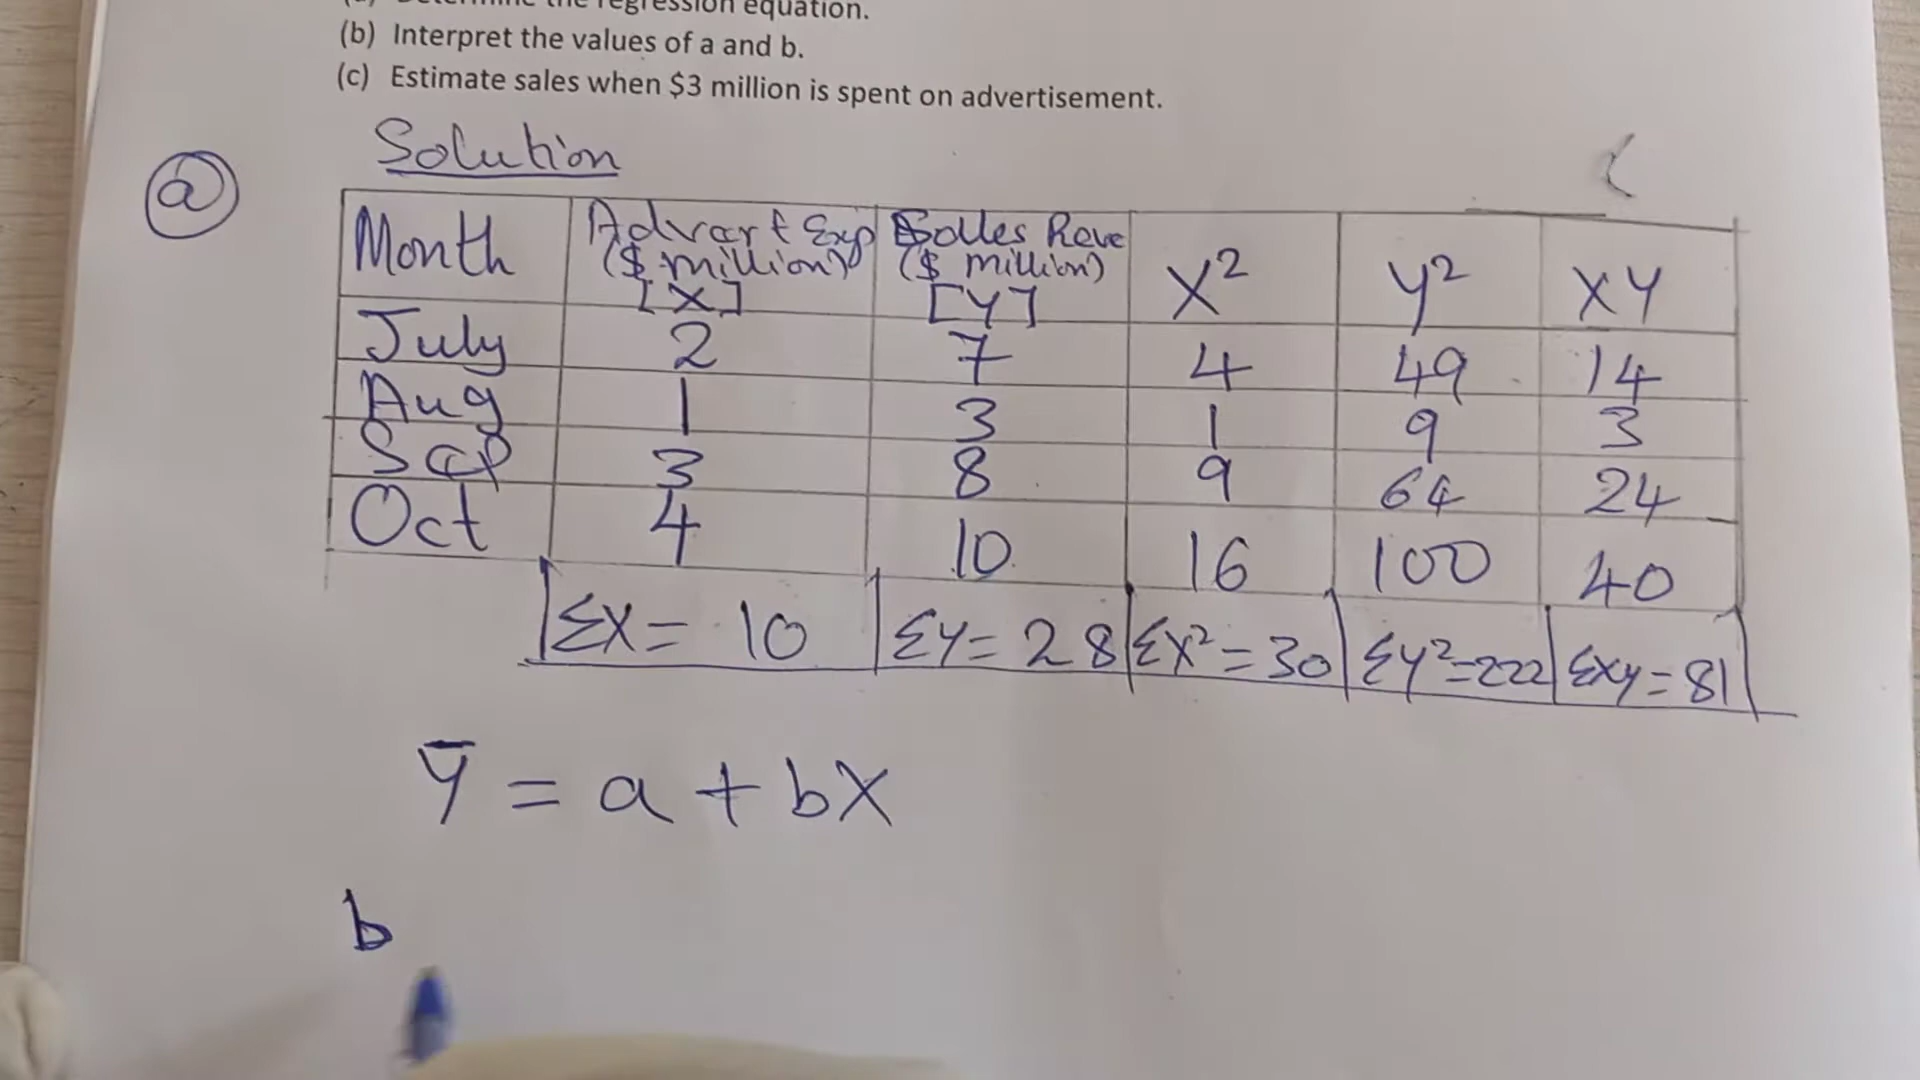 regression equation.
(b) Interpret the values of a and b.
(c) Estimate sales when $3 million is spent on advertisement.
Solution
a
Month Advert Exp ($ million) [X] Salles Reve ($ million) [Y] X² Y² XY
July 2 7 4 49 14
Aug 1 3 1 9 3
Sep 3 8 9 64 24
Oct 4 10 16 100 40
ΣX = 10 ΣY = 28 ΣX² = 30 ΣY² = 222 ΣXY = 81
Ȳ = a + bX
b